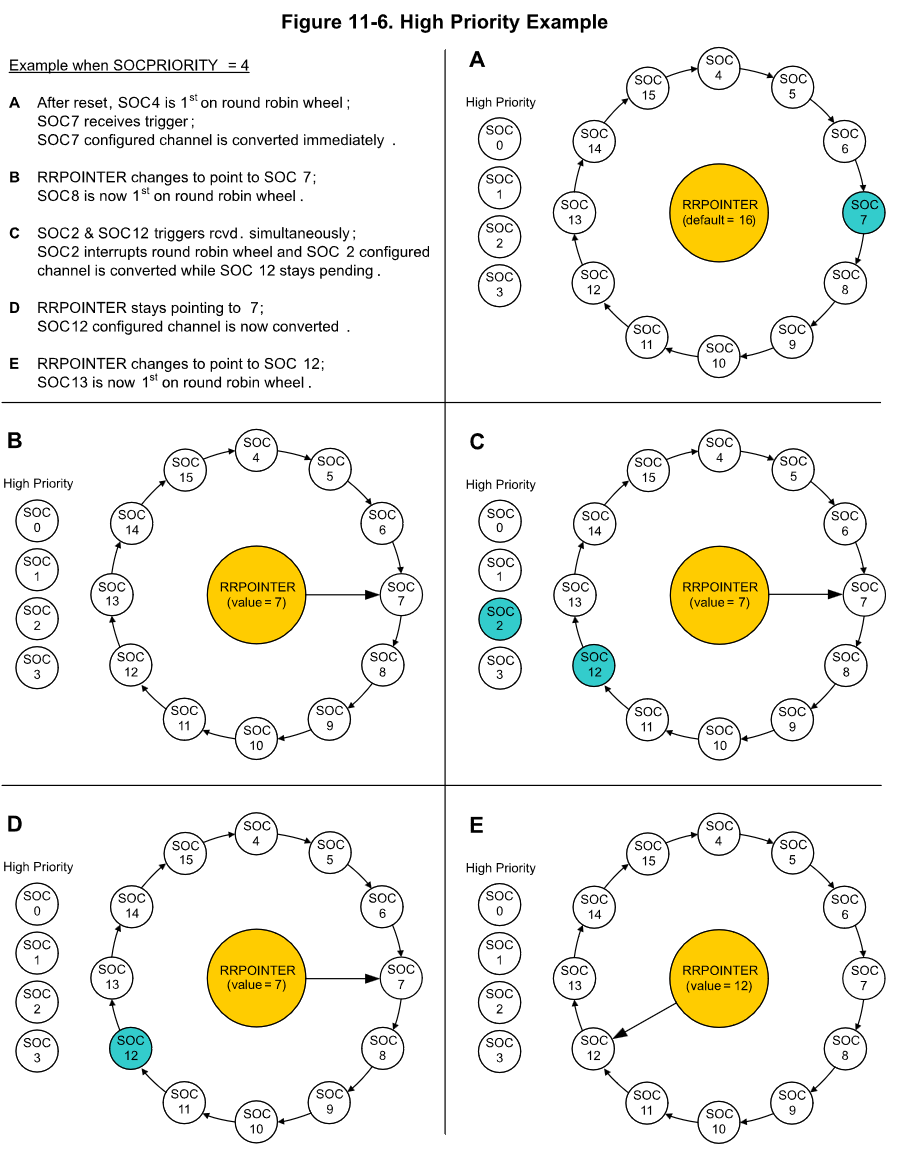 Figure 11-6. High Priority Example
Example when SOCPRIORITY = 4
A After reset, SOC4 is 1st on round robin wheel;
SOC7 receives trigger;
SOC7 configured channel is converted immediately .
B RRPOINTER changes to point to SOC 7;
SOC8 is now 1st on round robin wheel .
C SOC2 & SOC12 triggers rcvd. simultaneously;
SOC2 interrupts round robin wheel and SOC 2 configured
channel is converted while SOC 12 stays pending .
D RRPOINTER stays pointing to 7;
SOC12 configured channel is now converted .
E RRPOINTER changes to point to SOC 12;
SOC13 is now 1st on round robin wheel .
A
High Priority
SOC
0
SOC
1
SOC
2
SOC
3
SOC
4
SOC
5
SOC
6
SOC
7
SOC
8
SOC
9
SOC
10
SOC
11
SOC
12
SOC
13
SOC
14
SOC
15
RRPOINTER
(default = 16)
B
High Priority
SOC
0
SOC
1
SOC
2
SOC
3
SOC
4
SOC
5
SOC
6
SOC
7
SOC
8
SOC
9
SOC
10
SOC
11
SOC
12
SOC
13
SOC
14
SOC
15
RRPOINTER
(value = 7)
C
High Priority
SOC
0
SOC
1
SOC
2
SOC
3
SOC
4
SOC
5
SOC
6
SOC
7
SOC
8
SOC
9
SOC
10
SOC
11
SOC
12
SOC
13
SOC
14
SOC
15
RRPOINTER
(value = 7)
D
High Priority
SOC
0
SOC
1
SOC
2
SOC
3
SOC
4
SOC
5
SOC
6
SOC
7
SOC
8
SOC
9
SOC
10
SOC
11
SOC
12
SOC
13
SOC
14
SOC
15
RRPOINTER
(value = 7)
E
High Priority
SOC
0
SOC
1
SOC
2
SOC
3
SOC
4
SOC
5
SOC
6
SOC
7
SOC
8
SOC
9
SOC
10
SOC
11
SOC
12
SOC
13
SOC
14
SOC
15
RRPOINTER
(value = 12)